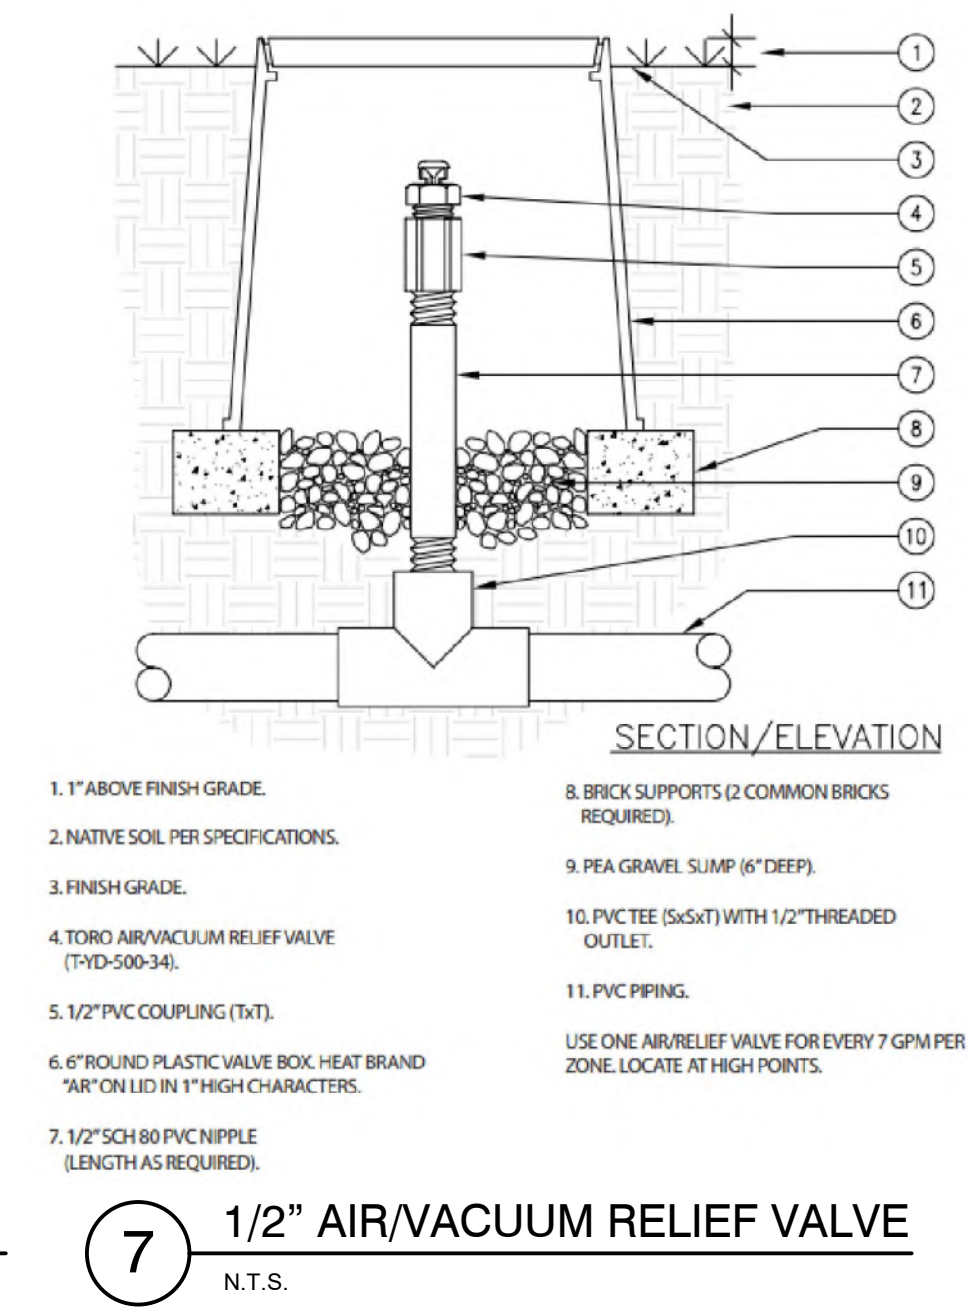 1
2
3
4
5
6
7
8
9
10
11
SECTION/ELEVATION
1. 1" ABOVE FINISH GRADE.
2. NATIVE SOIL PER SPECIFICATIONS.
3. FINISH GRADE.
4. TORO AIR/VACUUM RELIEF VALVE
(T-YD-500-34).
5. 1/2" PVC COUPLING (TxT).
6. 6" ROUND PLASTIC VALVE BOX. HEAT BRAND
"AR" ON LID IN 1" HIGH CHARACTERS.
7. 1/2" SCH 80 PVC NIPPLE
(LENGTH AS REQUIRED).
8. BRICK SUPPORTS (2 COMMON BRICKS
REQUIRED).
9. PEA GRAVEL SUMP (6" DEEP).
10. PVC TEE (SxSxT) WITH 1/2" THREADED
OUTLET.
11. PVC PIPING.
USE ONE AIR/RELIEF VALVE FOR EVERY 7 GPM PER
ZONE. LOCATE AT HIGH POINTS.
7
1/2” AIR/VACUUM RELIEF VALVE
N.T.S.